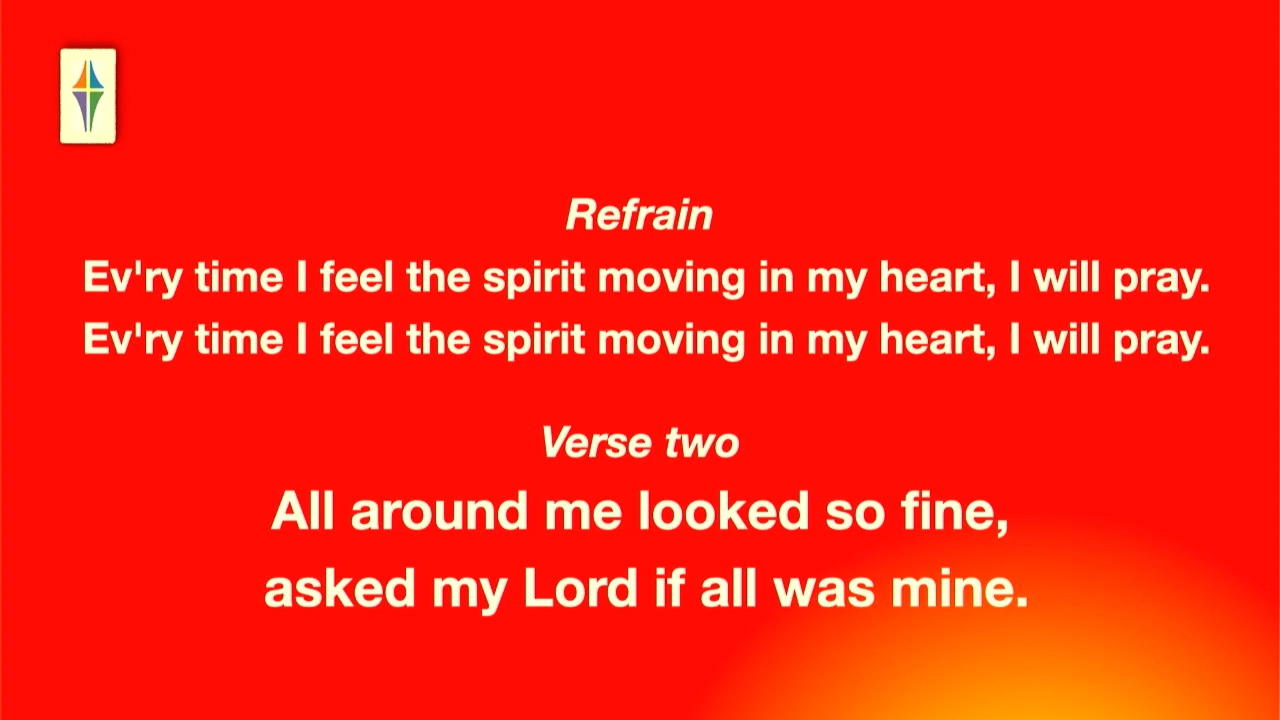 Refrain
Ev'ry time I feel the spirit moving in my heart, I will pray.
Ev'ry time I feel the spirit moving in my heart, I will pray.
Verse two
All around me looked so fine,
asked my Lord if all was mine.